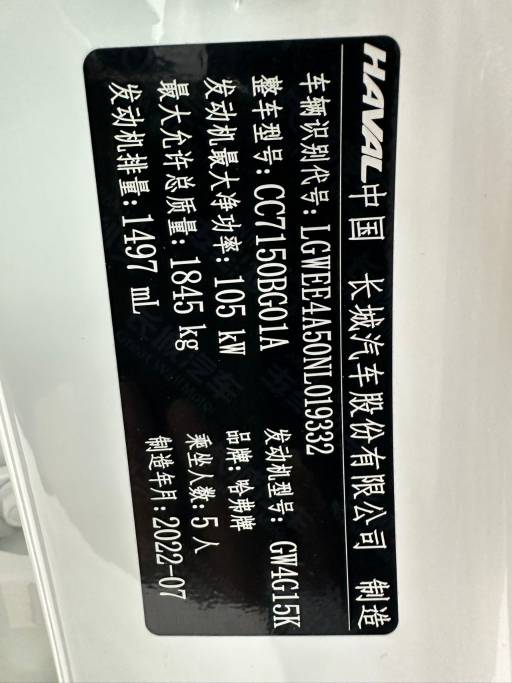 HAVAL 中国 长城汽车股份有限公司 制造
车辆识别代号: LGWEE4A50NL019332
整车型号: CC7150BG01A 发动机型号: GW4G15K
发动机最大净功率: 105 kW 品牌: 哈弗牌
最大允许总质量: 1845 kg 乘坐人数: 5 人
发动机排量: 1497 mL 制造年月: 2022-07